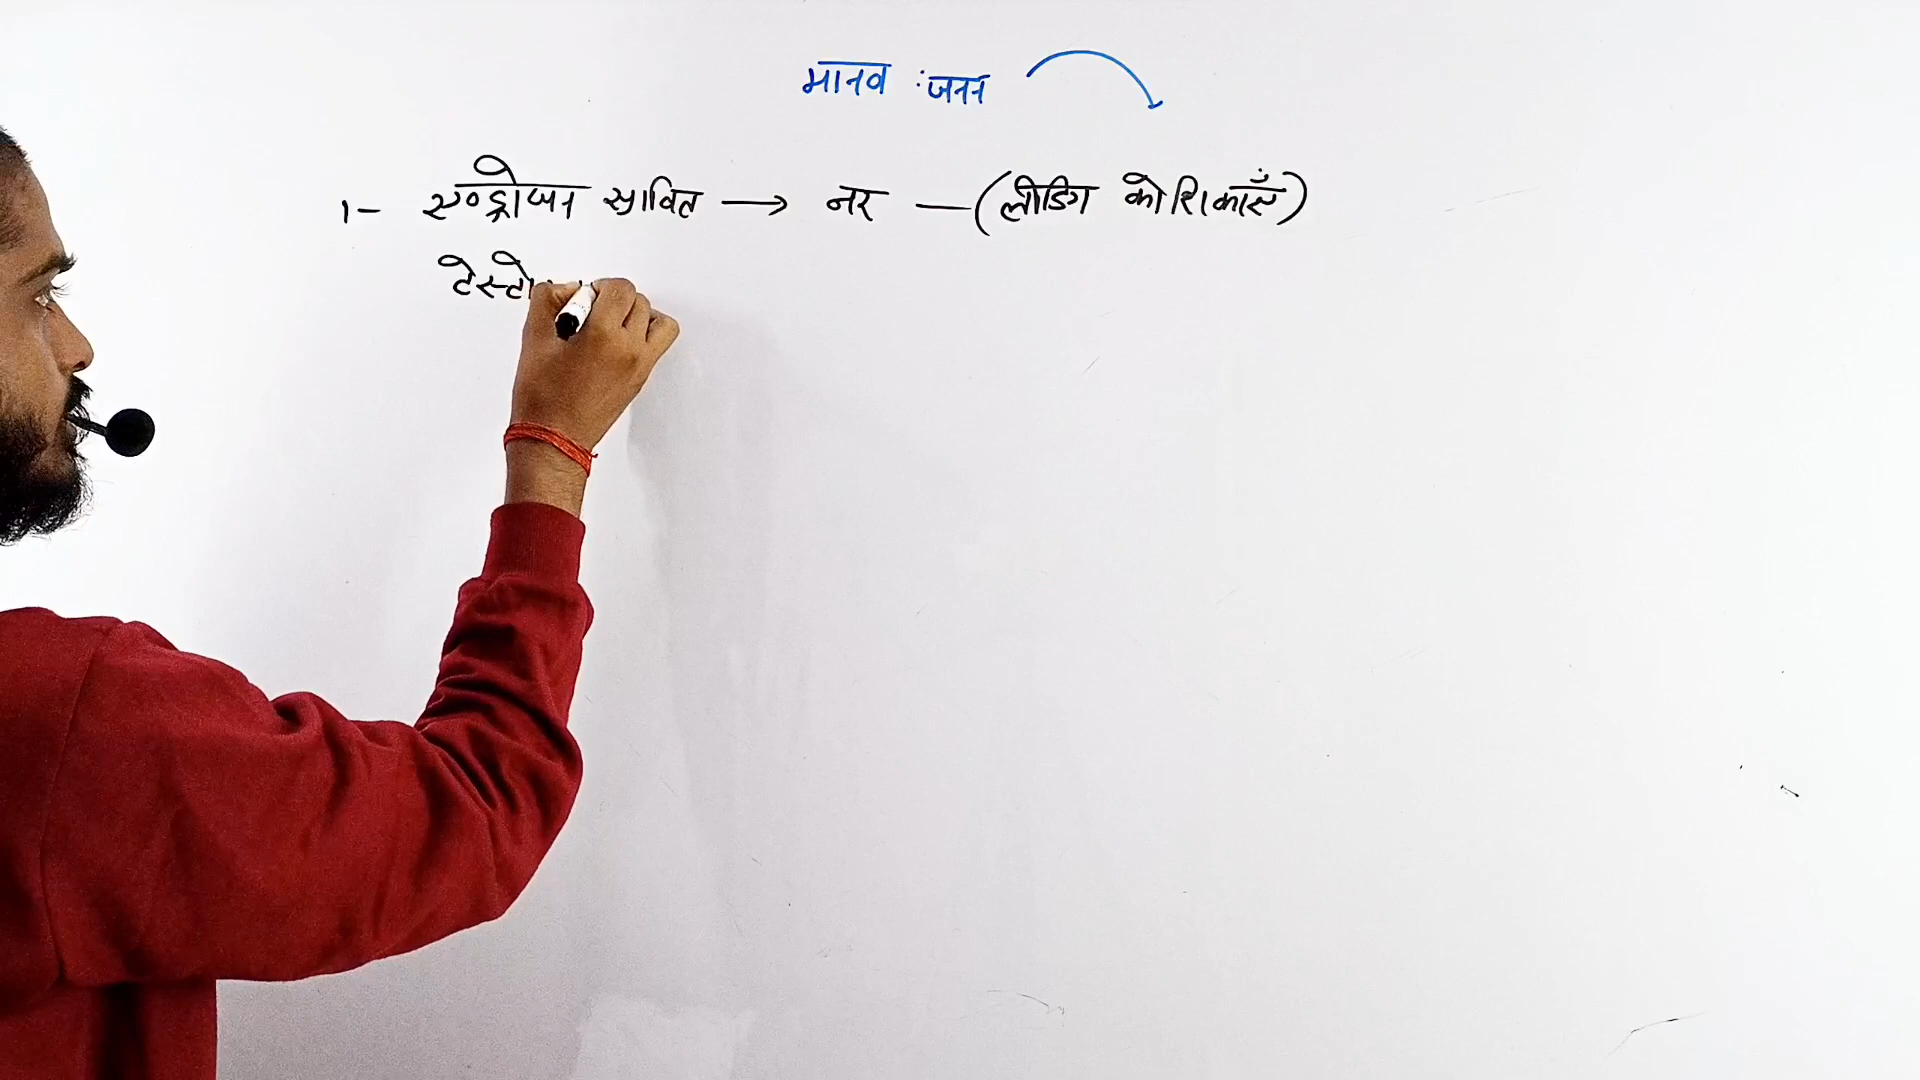 मानव : जनन
1- एण्ड्रोजन स्रावित → नर —(लीडिग कोशिकाएँ)
टेस्टो